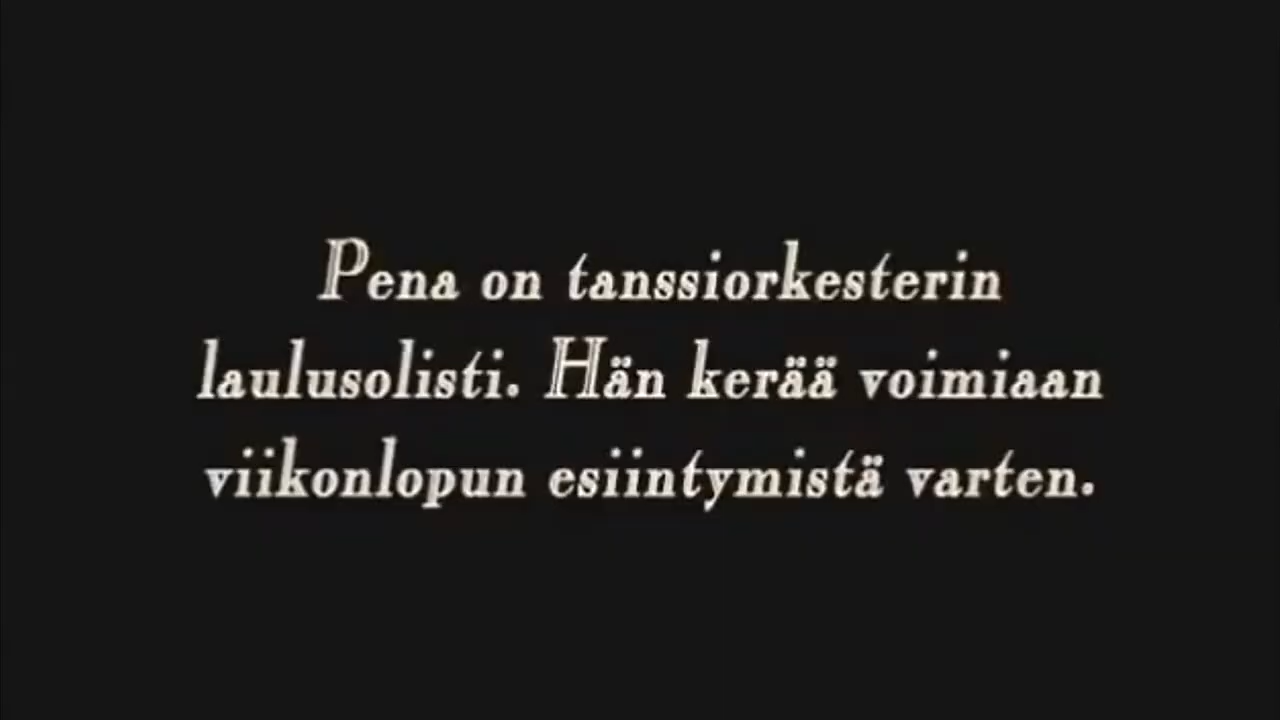 Pena on tanssiorkesterin
laulusolisti. Hän kerää voimiaan
viikonlopun esiintymistä varten.